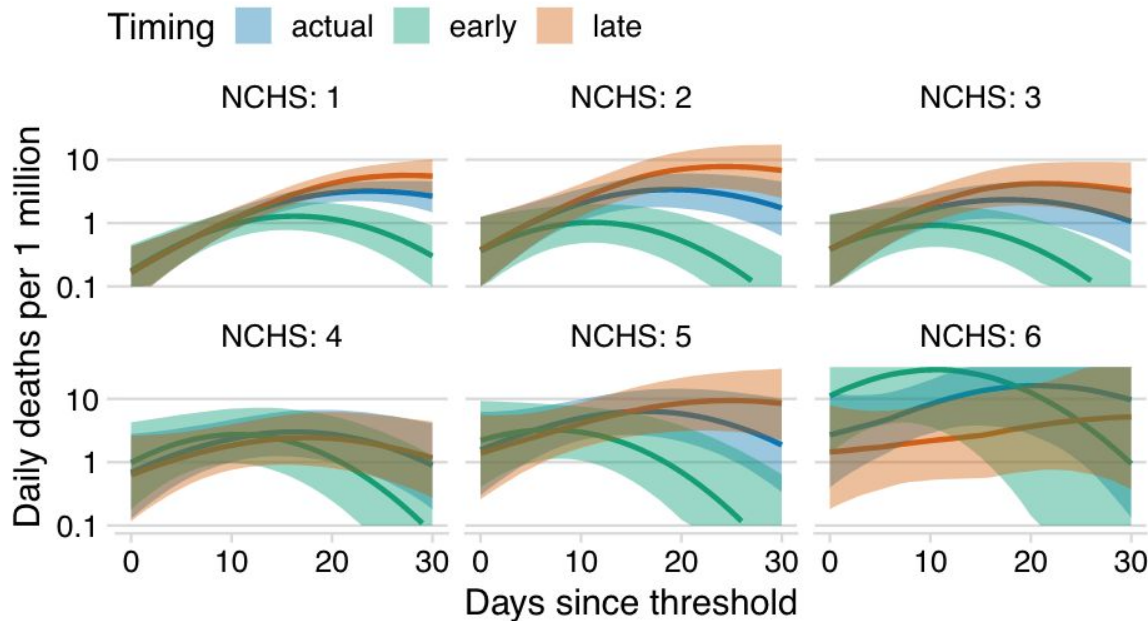 Timing actual early late
Daily deaths per 1 million
NCHS: 1 NCHS: 2 NCHS: 3
10
1
0.1
NCHS: 4 NCHS: 5 NCHS: 6
10
1
0.1
0 10 20 30 0 10 20 30 0 10 20 30
Days since threshold